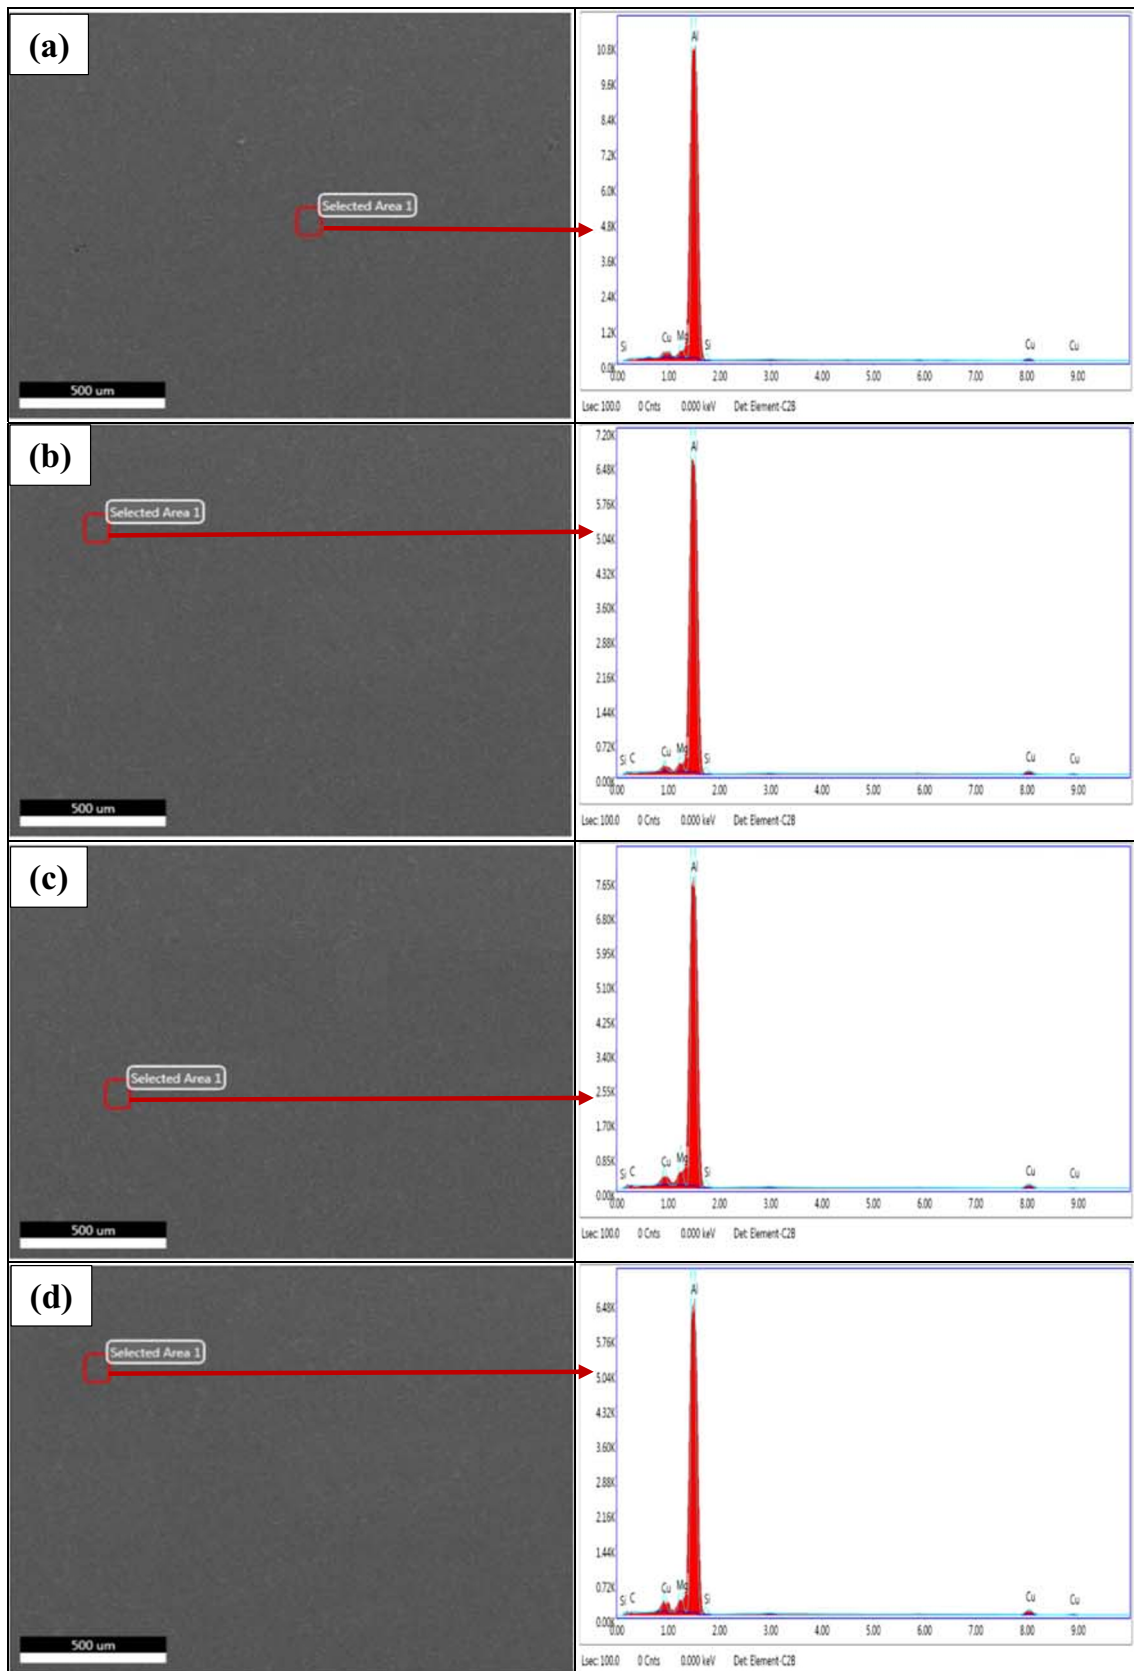 (a)
Selected Area 1
500 um
Al
10.8K
9.6K
8.4K
7.2K
6.0K
4.8K
3.6K
2.4K
1.2K
0.0K
Si Cu Mg Si Cu Cu
0.00 1.00 2.00 3.00 4.00 5.00 6.00 7.00 8.00 9.00
Lsec: 100.0 0 Cnts 0.000 keV Det: Element-C2B
(b)
Selected Area 1
500 um
Al
7.20K
6.48K
5.76K
5.04K
4.32K
3.60K
2.88K
2.16K
1.44K
0.72K
0.00K
Si C Cu Mg Si Cu Cu
0.00 1.00 2.00 3.00 4.00 5.00 6.00 7.00 8.00 9.00
Lsec: 100.0 0 Cnts 0.000 keV Det: Element-C2B
(c)
Selected Area 1
500 um
Al
7.65K
6.80K
5.95K
5.10K
4.25K
3.40K
2.55K
1.70K
0.85K
0.00K
Si C Cu Mg Si Cu Cu
0.00 1.00 2.00 3.00 4.00 5.00 6.00 7.00 8.00 9.00
Lsec: 100.0 0 Cnts 0.000 keV Det: Element-C2B
(d)
Selected Area 1
500 um
Al
6.48K
5.76K
5.04K
4.32K
3.60K
2.88K
2.16K
1.44K
0.72K
0.00K
Si C Cu Mg Si Cu Cu
0.00 1.00 2.00 3.00 4.00 5.00 6.00 7.00 8.00 9.00
Lsec: 100.0 0 Cnts 0.000 keV Det: Element-C2B